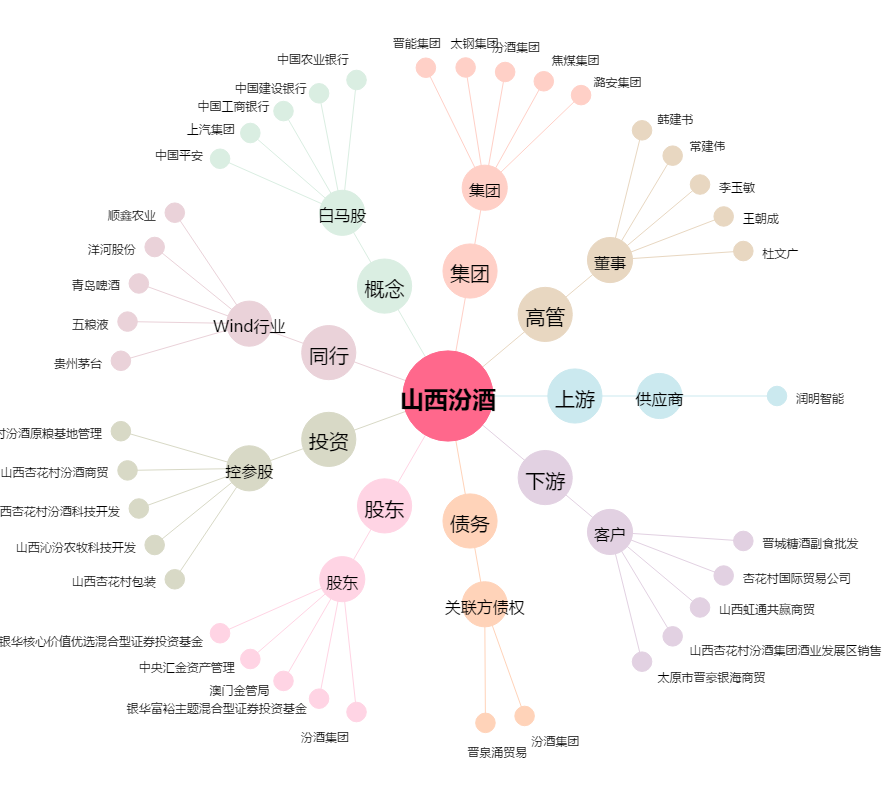 晋能集团
太钢集团
汾酒集团
焦煤集团
潞安集团
中国农业银行
中国建设银行
中国工商银行
上汽集团
中国平安
韩建书
常建伟
李玉敏
王朝成
杜文广
集团
白马股
顺鑫农业
洋河股份
青岛啤酒
五粮液
贵州茅台
董事
集团
概念
高管
Wind行业
同行
山西汾酒
上游
供应商
润明智能
村汾酒原粮基地管理
山西杏花村汾酒商贸
西杏花村汾酒科技开发
山西沁汾农牧科技开发
山西杏花村包装
投资
控参股
下游
股东
债务
客户
晋城糖酒副食批发
杏花村国际贸易公司
山西虹通共赢商贸
山西杏花村汾酒集团酒业发展区销售
太原市晋豪银海商贸
股东
关联方债权
银华核心价值优选混合型证券投资基金
中央汇金资产管理
澳门金管局
银华富裕主题混合型证券投资基金
汾酒集团
晋泉涌贸易
汾酒集团